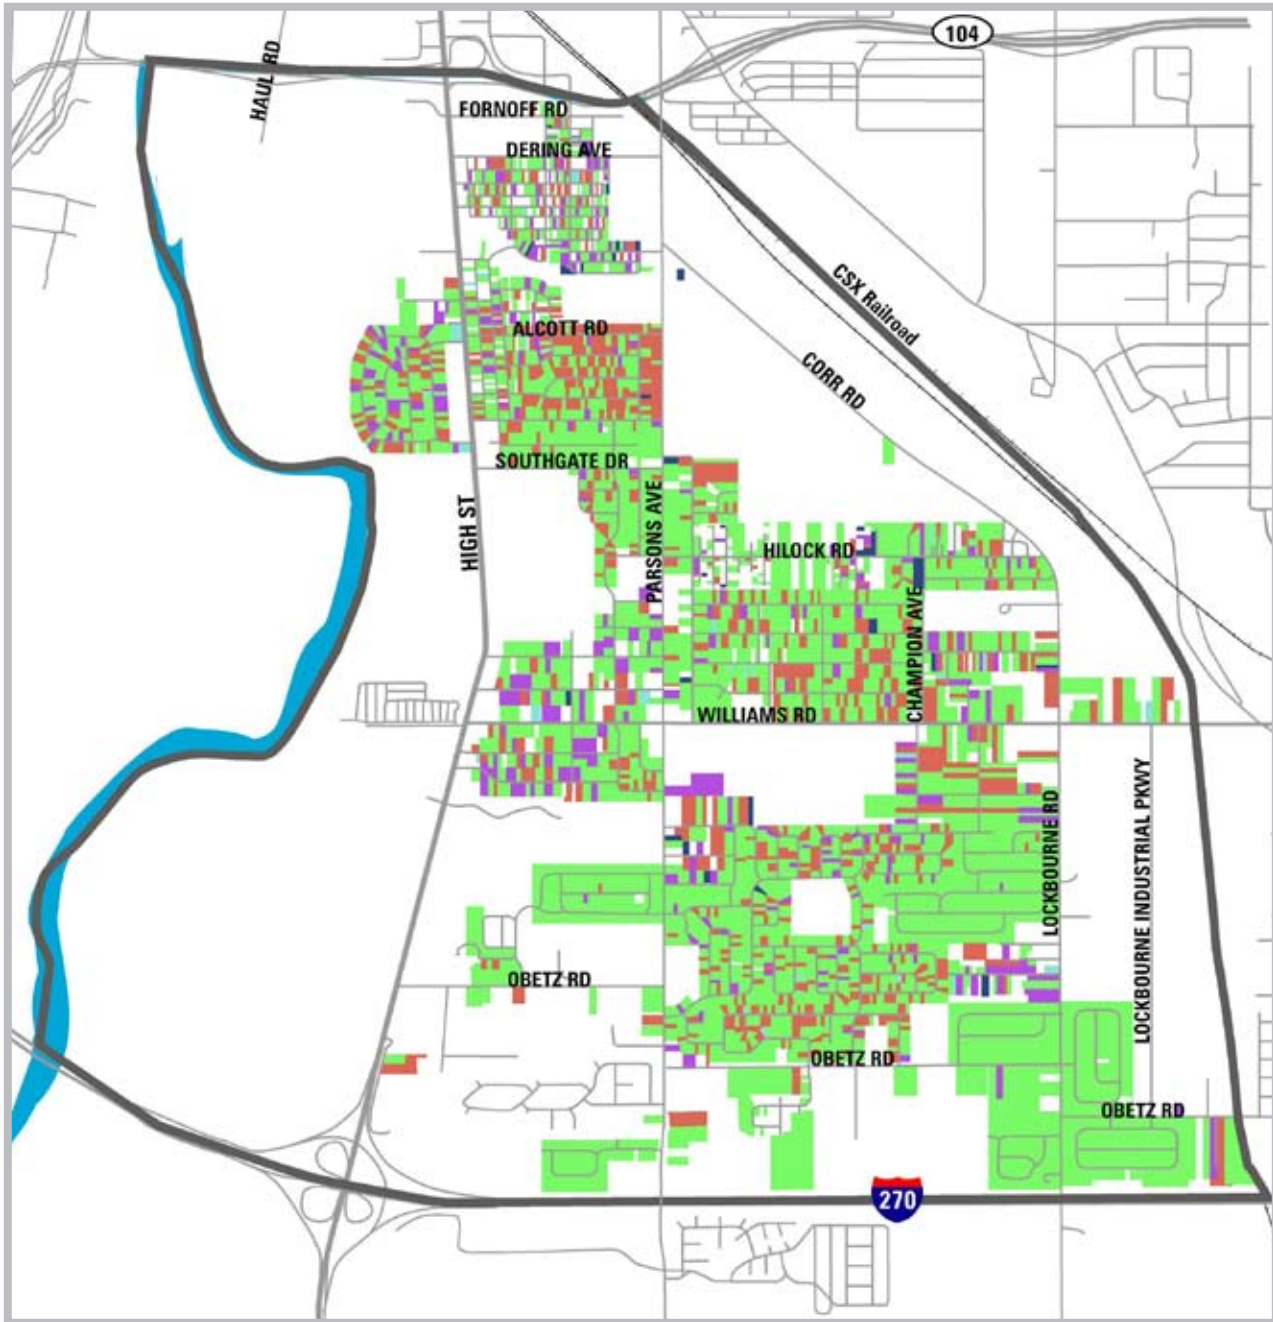 104
HAUL RD
FORNOFF RD
DERING AVE
CSX Railroad
ALCOTT RD
CORR RD
SOUTHGATE DR
HIGH ST
PARSONS AVE
HILOCK RD
CHAMPION AVE
WILLIAMS RD
LOCKBOURNE RD
LOCKBOURNE INDUSTRIAL PKWY
OBETZ RD
OBETZ RD
OBETZ RD
270